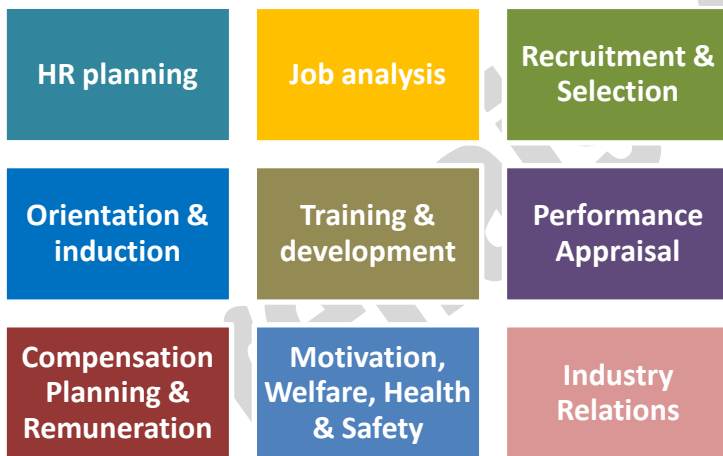 HR planning
Job analysis
Recruitment &
Selection
Orientation &
induction
Training &
development
Performance
Appraisal
Compensation
Planning &
Remuneration
Motivation,
Welfare, Health
& Safety
Industry
Relations